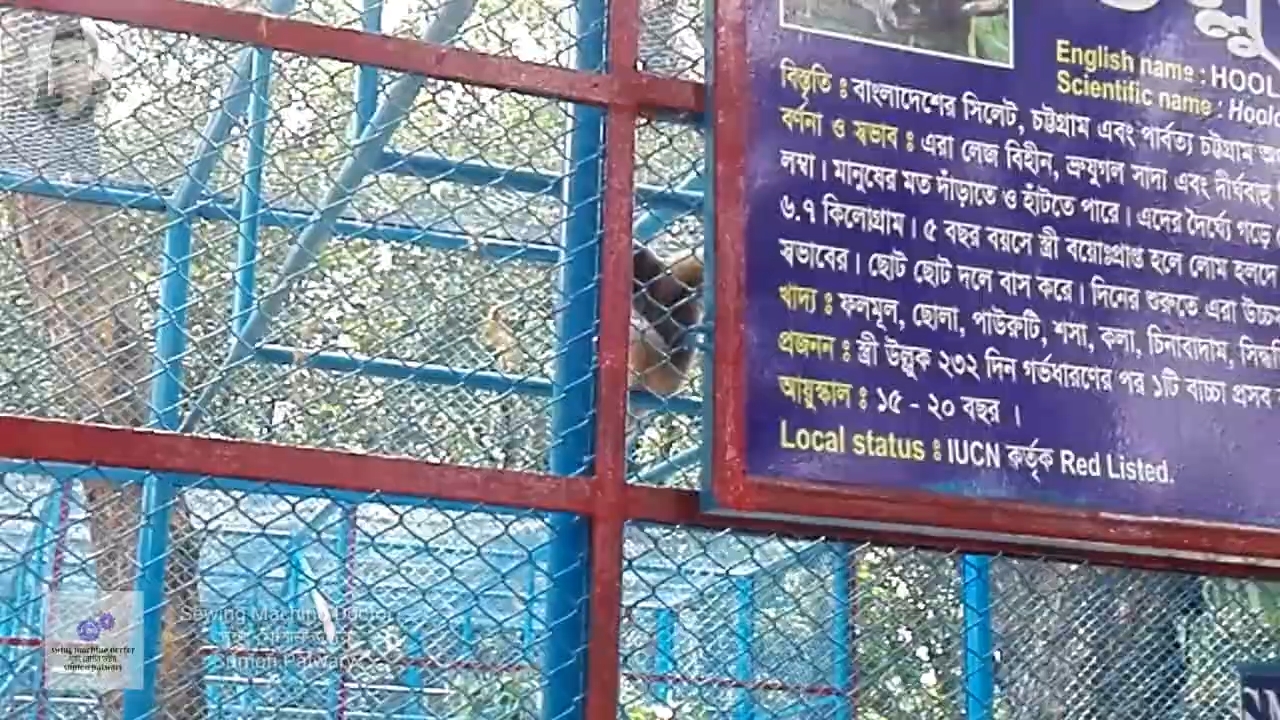 English name : HOOL
Scientific name : Hoolo
বিস্তৃতি : বাংলাদেশের সিলেট, চট্টগ্রাম এবং পার্বত্য চট্টগ্রাম
বর্ণনা ও স্বভাব : এরা লেজ বিহীন, ভ্রুযুগল সাদা এবং দীর্ঘবাহু
লম্বা। মানুষের মত দাঁড়াতে ও হাঁটতে পারে। এদের দৈর্ঘ্যে গড়ে
৬.৭ কিলোগ্রাম। ৫ বছর বয়সে স্ত্রী বয়োঃপ্রাপ্ত হলে লোম হলদে
স্বভাবের। ছোট ছোট দলে বাস করে। দিনের শুরুতে এরা উচ্চ
খাদ্য : ফলমূল, ছোলা, পাউরুটি, শসা, কলা, চিনাবাদাম, সিদ্ধ
প্রজনন : স্ত্রী উল্লুক ২৩২ দিন গর্ভধারণের পর ১টি বাচ্চা প্রসব
আয়ুস্কাল : ১৫ - ২০ বছর ।
Local status : IUCN কর্তৃক Red Listed.
Sewing Machine Doctor
Sumon Patwary